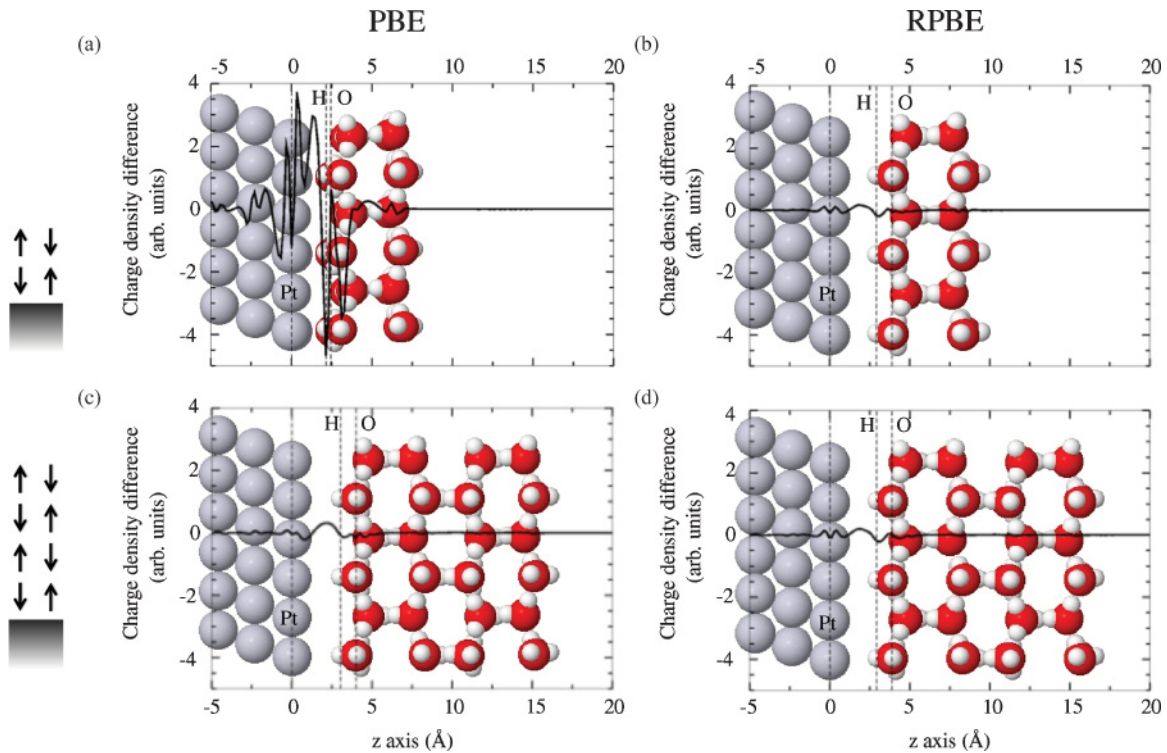 PBE
RPBE
(a)
(b)
-5 0 5 10 15 20
-5 0 5 10 15 20
4
2
0
-2
-4
Charge density difference
(arb. units)
H O
Pt
4
2
0
-2
-4
Charge density difference
(arb. units)
H O
Pt
(c)
(d)
4
2
0
-2
-4
Charge density difference
(arb. units)
H O
Pt
-5 0 5 10 15 20
z axis (Å)
4
2
0
-2
-4
Charge density difference
(arb. units)
H O
Pt
-5 0 5 10 15 20
z axis (Å)